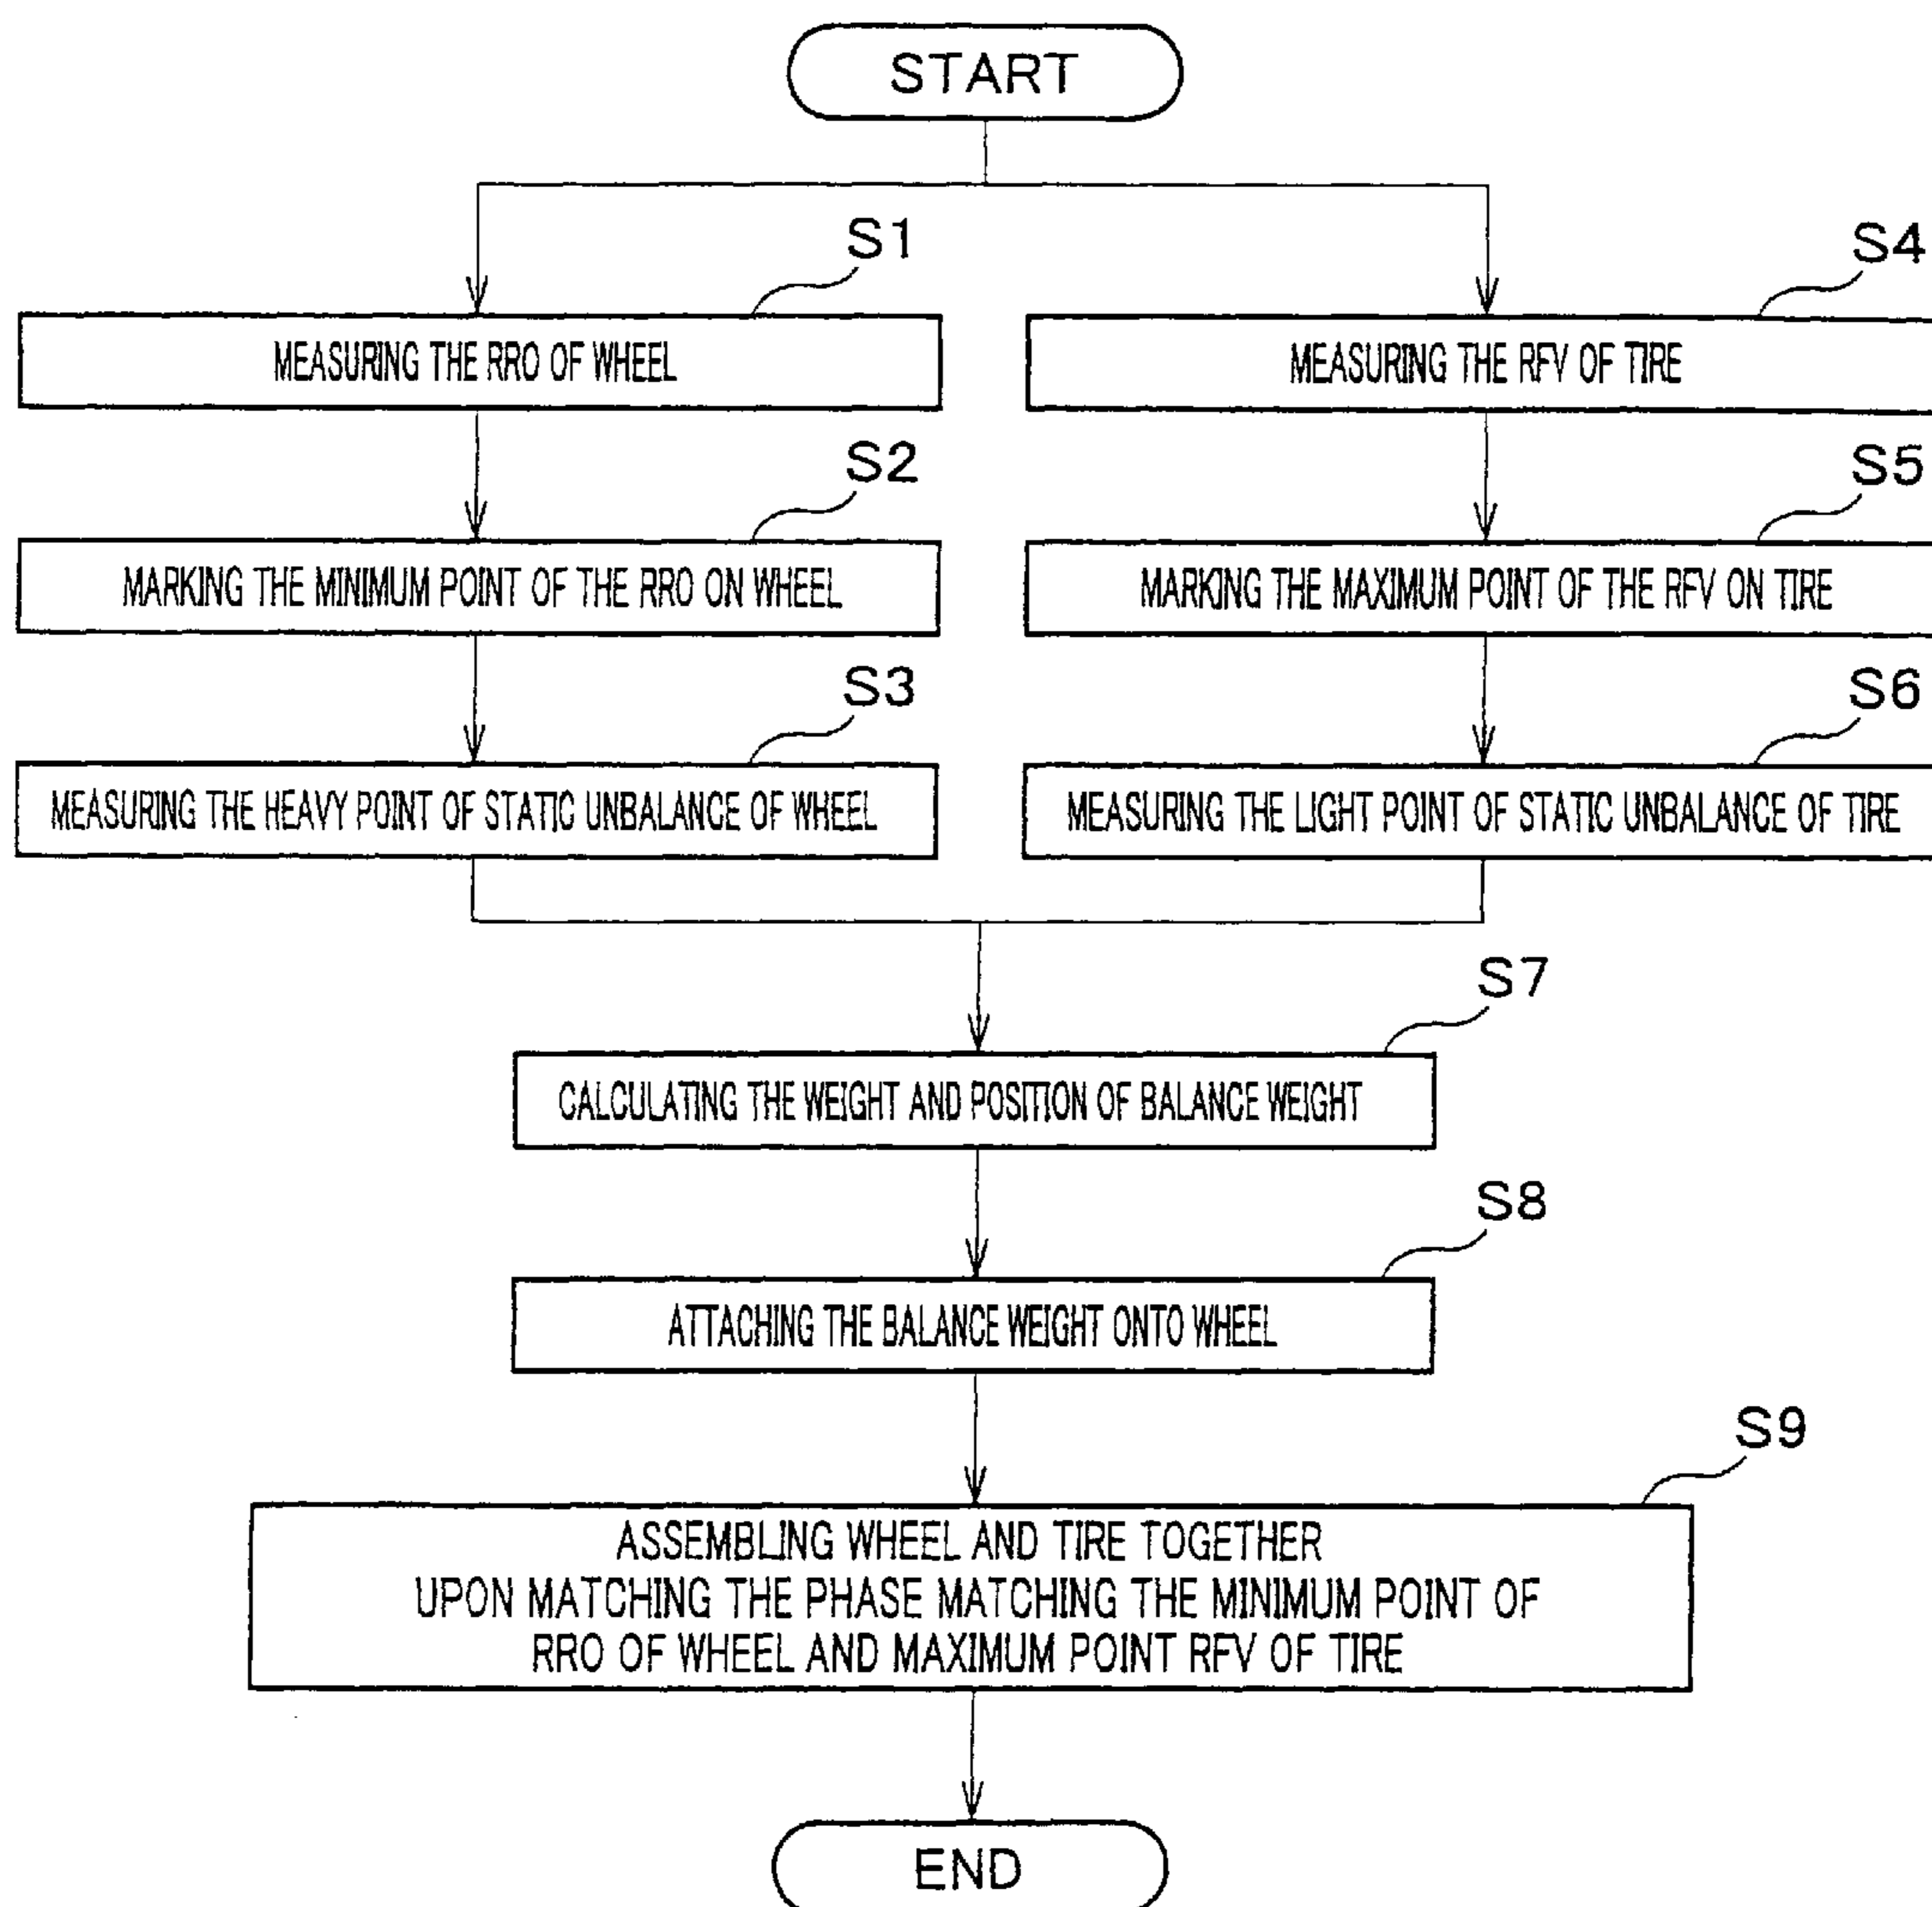 START
S1
MEASURING THE RRO OF WHEEL
S2
MARKING THE MINIMUM POINT OF THE RRO ON WHEEL
S3
MEASURING THE HEAVY POINT OF STATIC UNBALANCE OF WHEEL
S4
MEASURING THE RFV OF TIRE
S5
MARKING THE MAXIMUM POINT OF THE RFV ON TIRE
S6
MEASURING THE LIGHT POINT OF STATIC UNBALANCE OF TIRE
S7
CALCULATING THE WEIGHT AND POSITION OF BALANCE WEIGHT
S8
ATTACHING THE BALANCE WEIGHT ONTO WHEEL
S9
ASSEMBLING WHEEL AND TIRE TOGETHER
UPON MATCHING THE PHASE MATCHING THE MINIMUM POINT OF
RRO OF WHEEL AND MAXIMUM POINT RFV OF TIRE
END